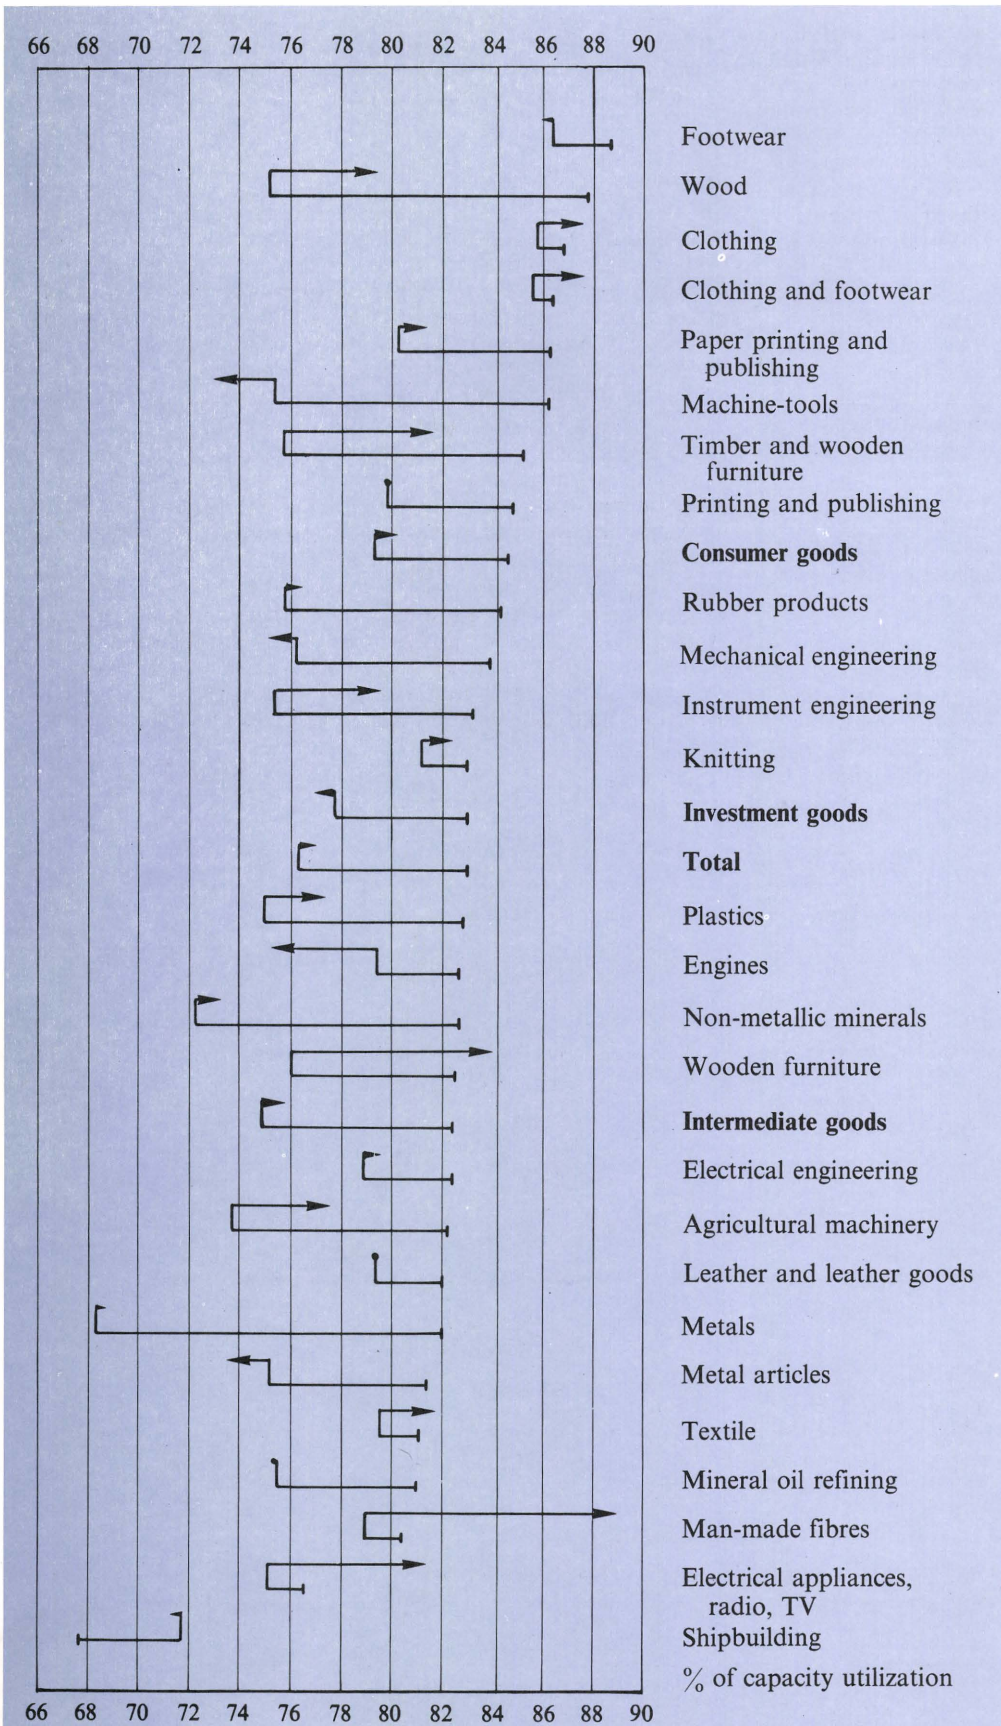 66 68 70 72 74 76 78 80 82 84 86 88 90
Footwear
Wood
Clothing
Clothing and footwear
Paper printing and
publishing
Machine-tools
Timber and wooden
furniture
Printing and publishing
Consumer goods
Rubber products
Mechanical engineering
Instrument engineering
Knitting
Investment goods
Total
Plastics
Engines
Non-metallic minerals
Wooden furniture
Intermediate goods
Electrical engineering
Agricultural machinery
Leather and leather goods
Metals
Metal articles
Textile
Mineral oil refining
Man-made fibres
Electrical appliances,
radio, TV
Shipbuilding
% of capacity utilization
66 68 70 72 74 76 78 80 82 84 86 88 90